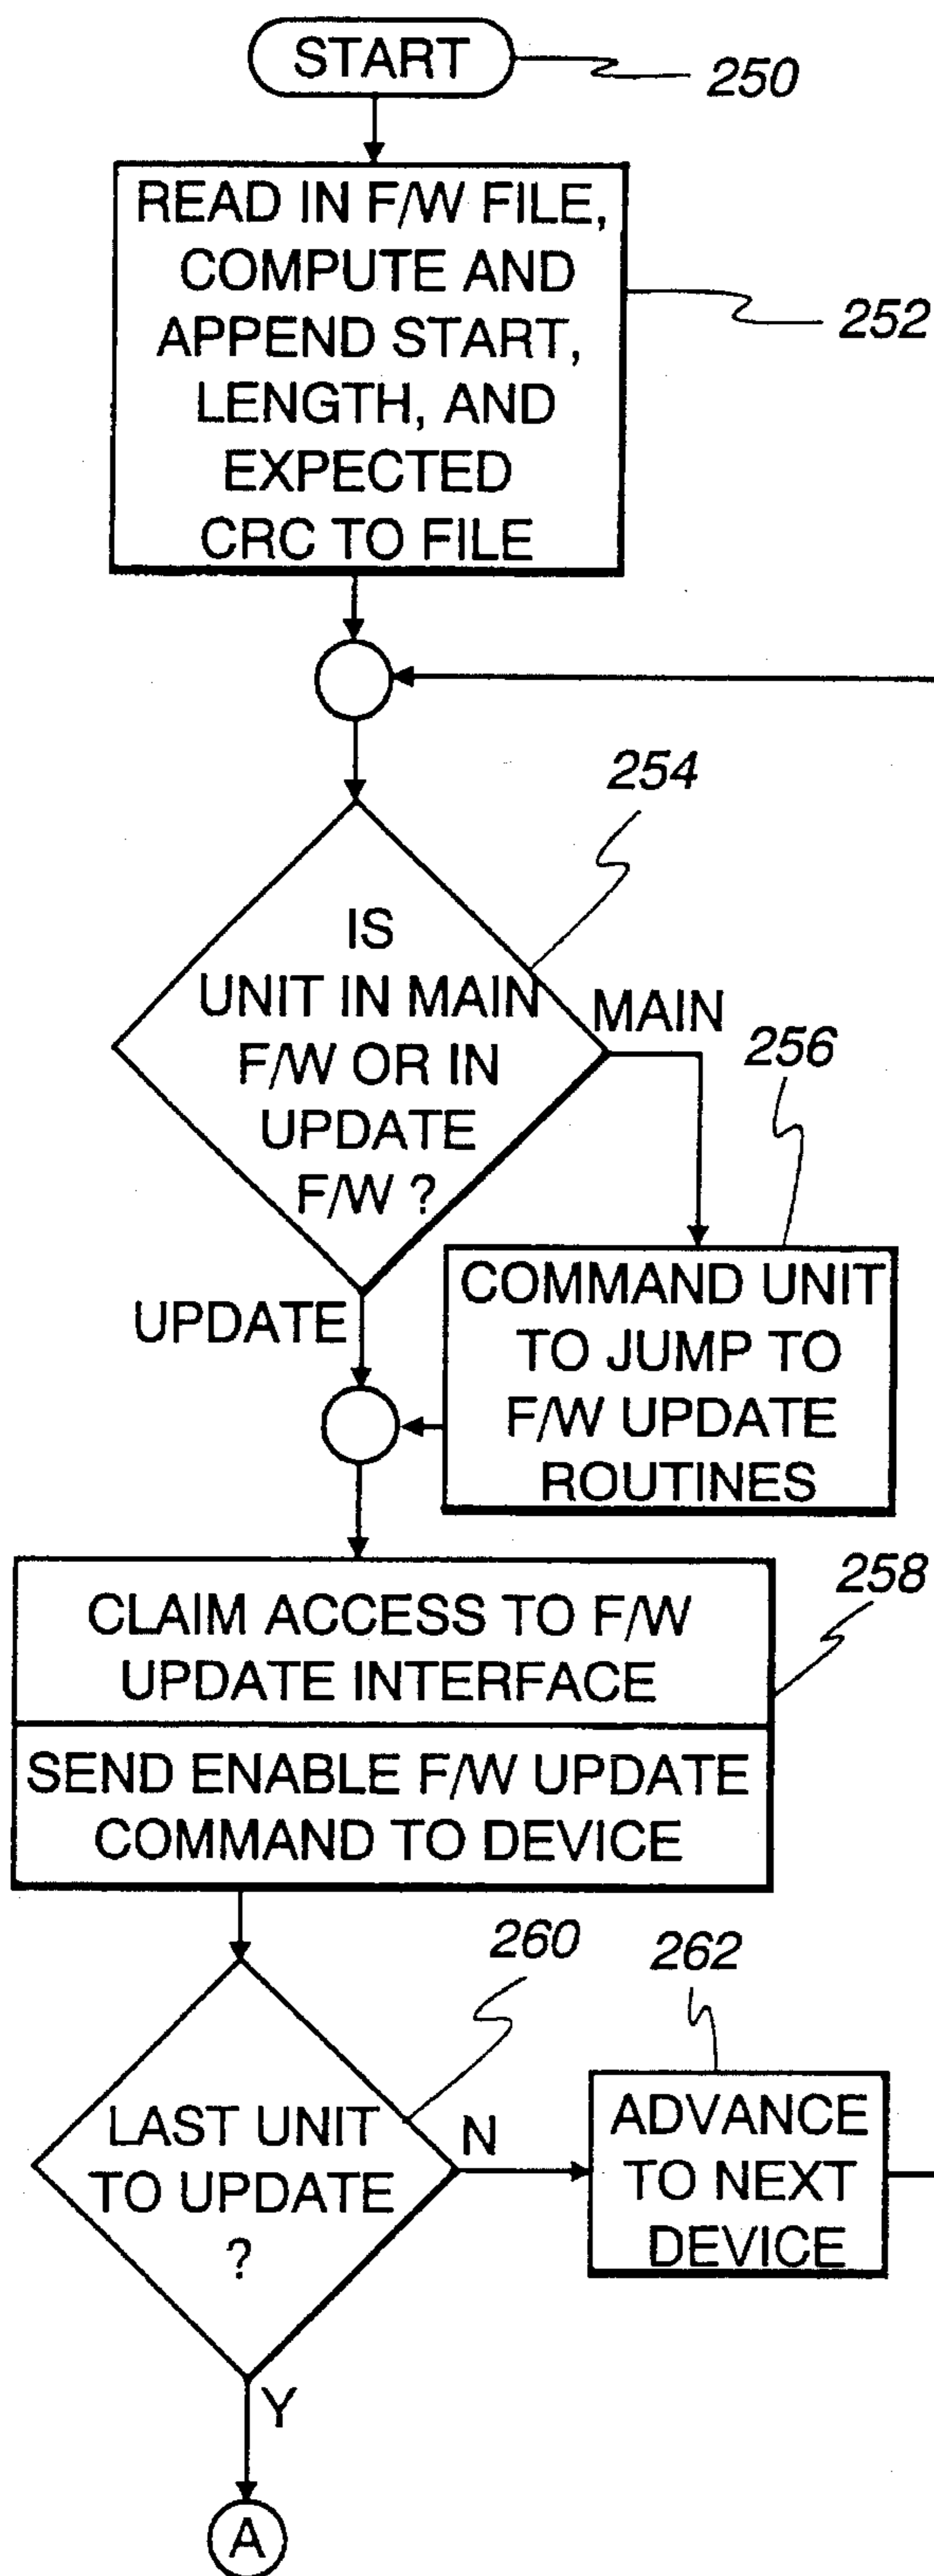 START
250
READ IN F/W FILE,
COMPUTE AND
APPEND START,
LENGTH, AND
EXPECTED
CRC TO FILE
252
254
IS
UNIT IN MAIN
F/W OR IN
UPDATE
F/W ?
MAIN
256
UPDATE
COMMAND UNIT
TO JUMP TO
F/W UPDATE
ROUTINES
258
CLAIM ACCESS TO F/W
UPDATE INTERFACE
SEND ENABLE F/W UPDATE
COMMAND TO DEVICE
260
262
LAST UNIT
TO UPDATE
?
N
ADVANCE
TO NEXT
DEVICE
Y
A